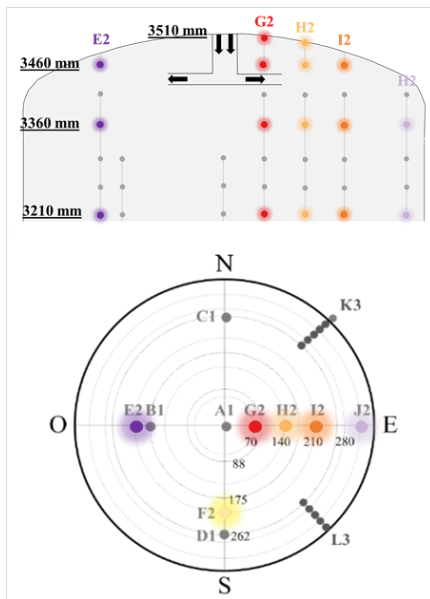 3510 mm
G2
E2
H2
I2
3460 mm
H2
3360 mm
3210 mm
N
K3
C1
O
E2 B1
A1
G2
H2
I2
J2
E
70
140
210
280
88
175
F2
D1
262
L3
S